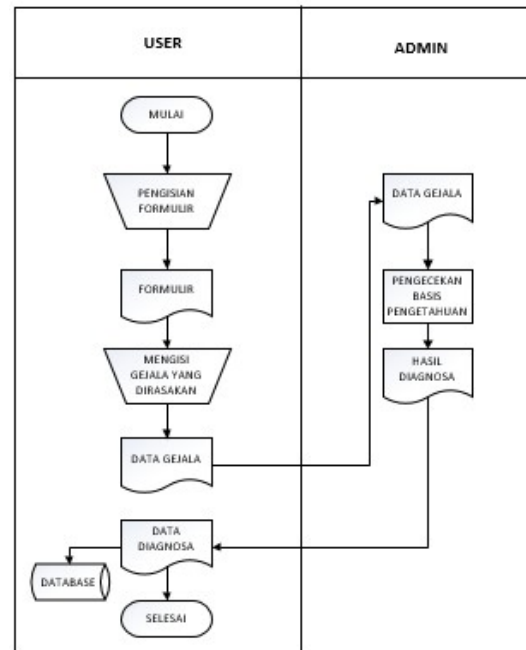 USER
ADMIN
MULAI
PENGISIAN
FORMULIR
FORMULIR
MENGISI
GEJALA YANG
DIRASAKAN
DATA GEJALA
DATA GEJALA
PENGECEKAN
BASIS
PENGETAHUAN
HASIL
DIAGNOSA
DATA
DIAGNOSA
DATABASE
SELESAI